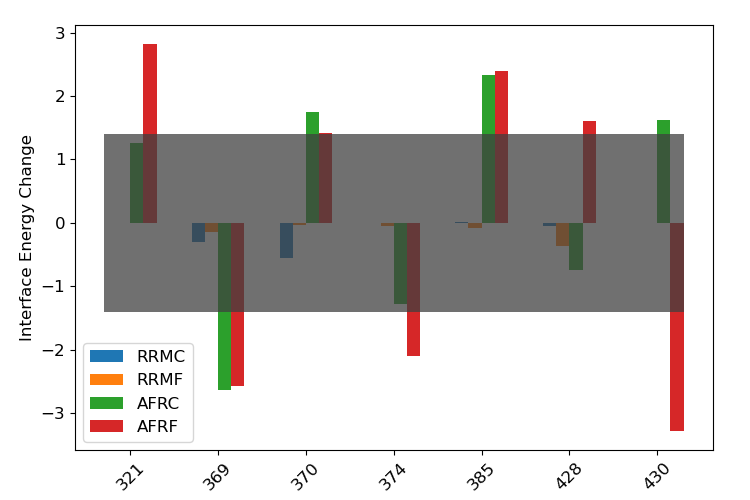 3
2
1
0
−1
−2
−3
Interface Energy Change
RRMC
RRMF
AFRC
AFRF
321
369
370
374
385
428
430